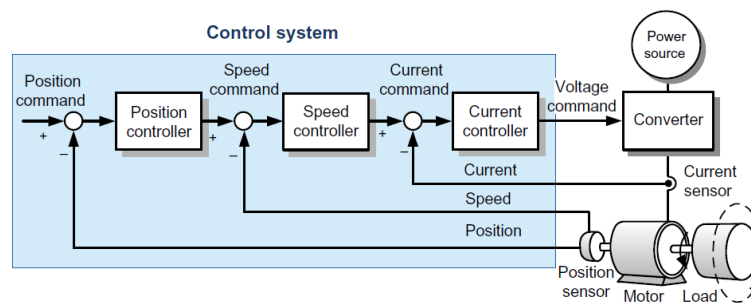 Control system
Power
source
Position
command
Speed
command
Current
command
Voltage
command
Position
controller
Speed
controller
Current
controller
Converter
+
−
+
−
+
−
Current
Current
sensor
Speed
Position
Position
sensor
Motor
Load